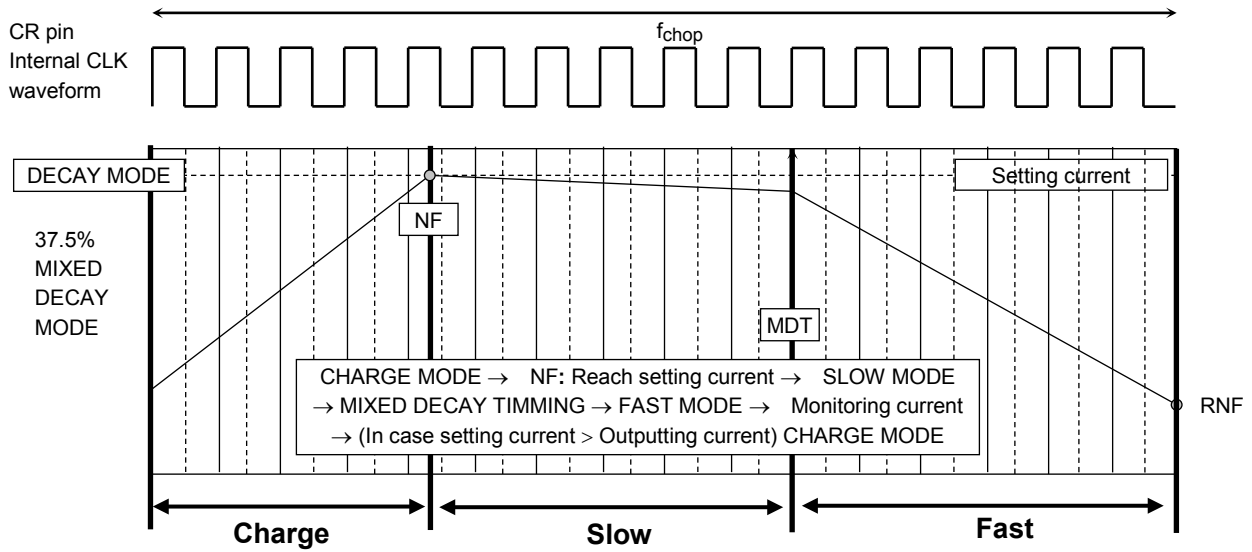 CR pin
Internal CLK
waveform
fchop
DECAY MODE
Setting current
NF
37.5%
MIXED
DECAY
MODE
MDT
CHARGE MODE → NF: Reach setting current → SLOW MODE
→ MIXED DECAY TIMMING → FAST MODE → Monitoring current
→ (In case setting current > Outputting current) CHARGE MODE
RNF
Charge
Slow
Fast